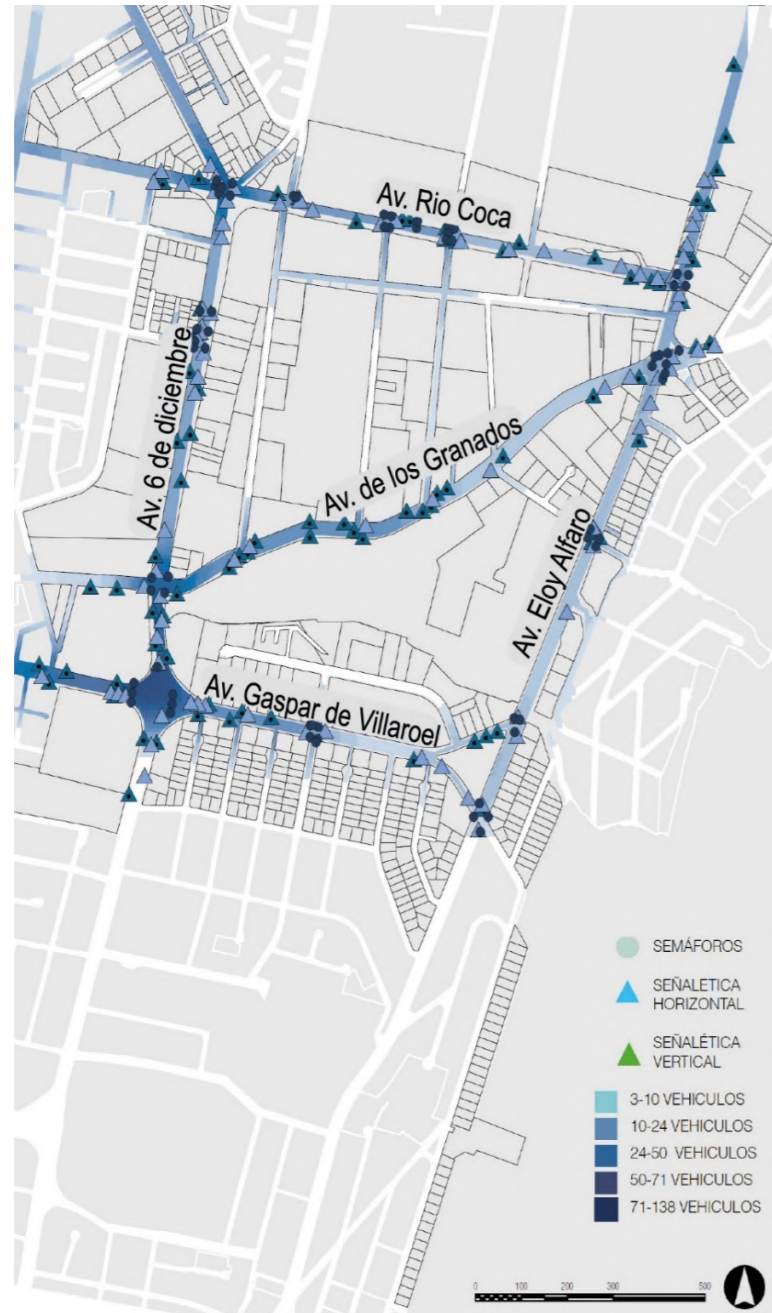 Av. Rio Coca
Av. 6 de diciembre
Av. de los Granados
Av. Eloy Alfaro
Av. Gaspar de Villaroel
SEMÁFOROS
SEÑALETICA
HORIZONTAL
SEÑALÉTICA
VERTICAL
3-10 VEHICULOS
10-24 VEHICULOS
24-50 VEHICULOS
50-71 VEHICULOS
71-138 VEHICULOS
0 100 200 300 500